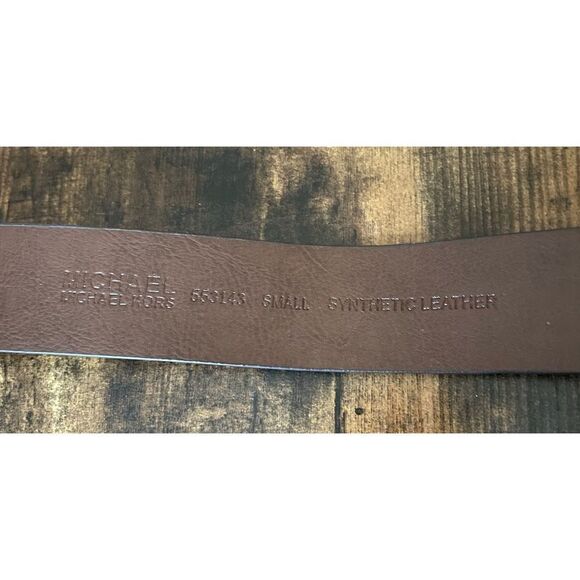 MICHAEL
MICHAEL KORS 553143 SMALL SYNTHETIC LEATHER